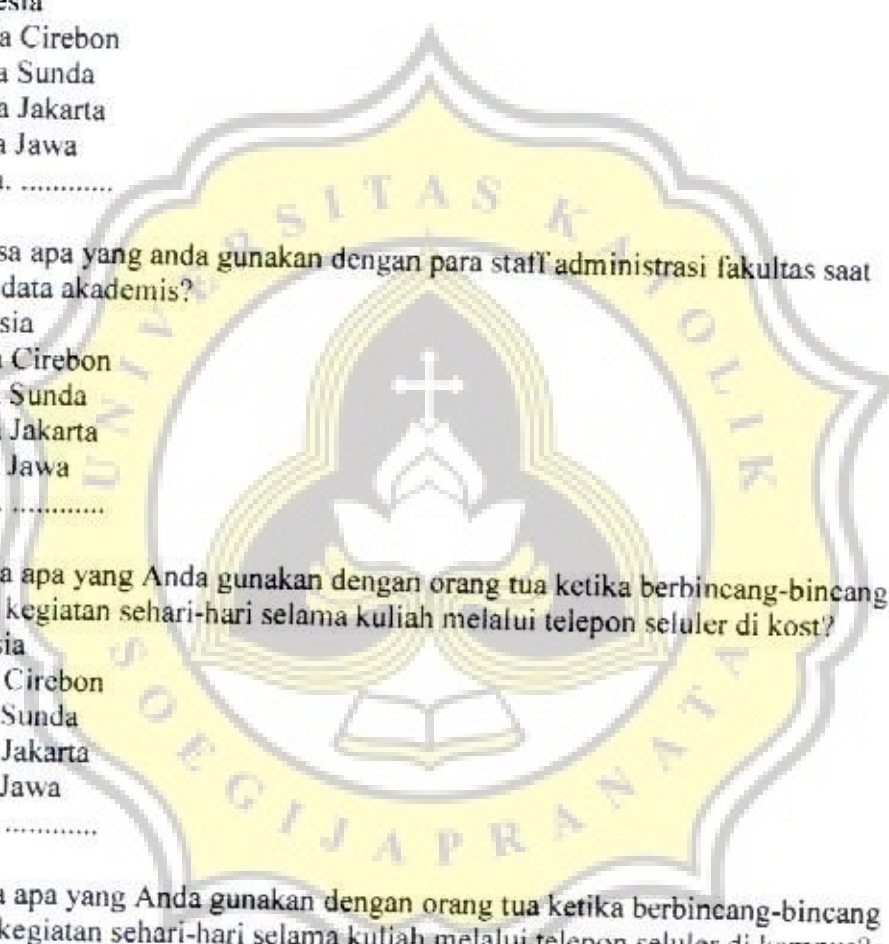 a Cirebon
a Sunda
a Jakarta
a Jawa
. ............
sa apa yang anda gunakan dengan para staff administrasi fakultas saat
data akademis?
sia
Cirebon
Sunda
Jakarta
Jawa
. ............
a apa yang Anda gunakan dengan orang tua ketika berbincang-bincang
kegiatan sehari-hari selama kuliah melalui telepon seluler di kost?
sia
Cirebon
Sunda
Jakarta
Jawa
............
a apa yang Anda gunakan dengan orang tua ketika berbincang-bincang
kegiatan sehari-hari selama kuliah melalui telepon seluler di
UNIVERSITAS KATOLIK
SOEGIJAPRANATA